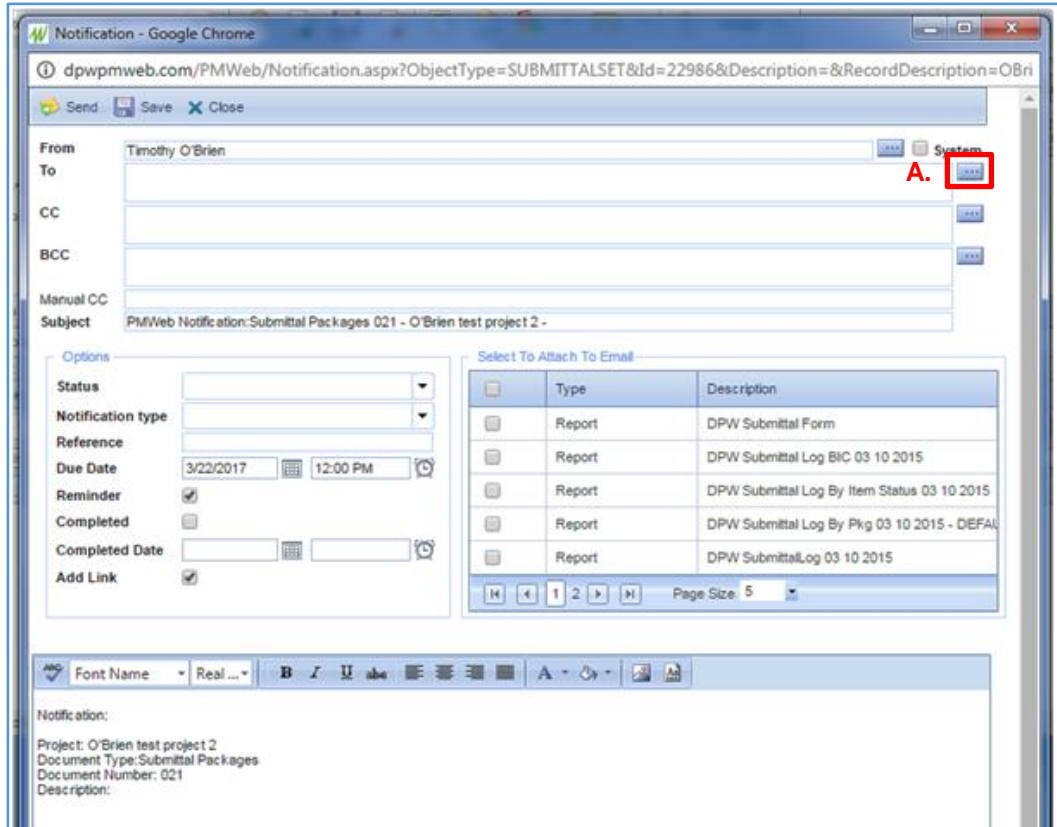 Notification - Google Chrome
dpwpmweb.com/PMWeb/Notification.aspx?ObjectType=SUBMITTALSET&Id=22986&Description=&RecordDescription=OBri
Send Save Close
From Timothy O'Brien ... System
To A. ...
CC ...
BCC ...
Manual CC
Subject PMWeb Notification:Submittal Packages 021 - O'Brien test project 2 -
Options
Status
Notification type
Reference
Due Date 3/22/2017 12:00 PM
Reminder
Completed
Completed Date
Add Link
Select To Attach To Email
Type Description
Report DPW Submittal Form
Report DPW Submittal Log BIC 03 10 2015
Report DPW Submittal Log By Item Status 03 10 2015
Report DPW Submittal Log By Pkg 03 10 2015 - DEFAU
Report DPW SubmittalLog 03 10 2015
1 2 Page Size 5
ABC Font Name Real ... B I U abc A
Notification:
Project: O'Brien test project 2
Document Type:Submittal Packages
Document Number: 021
Description: